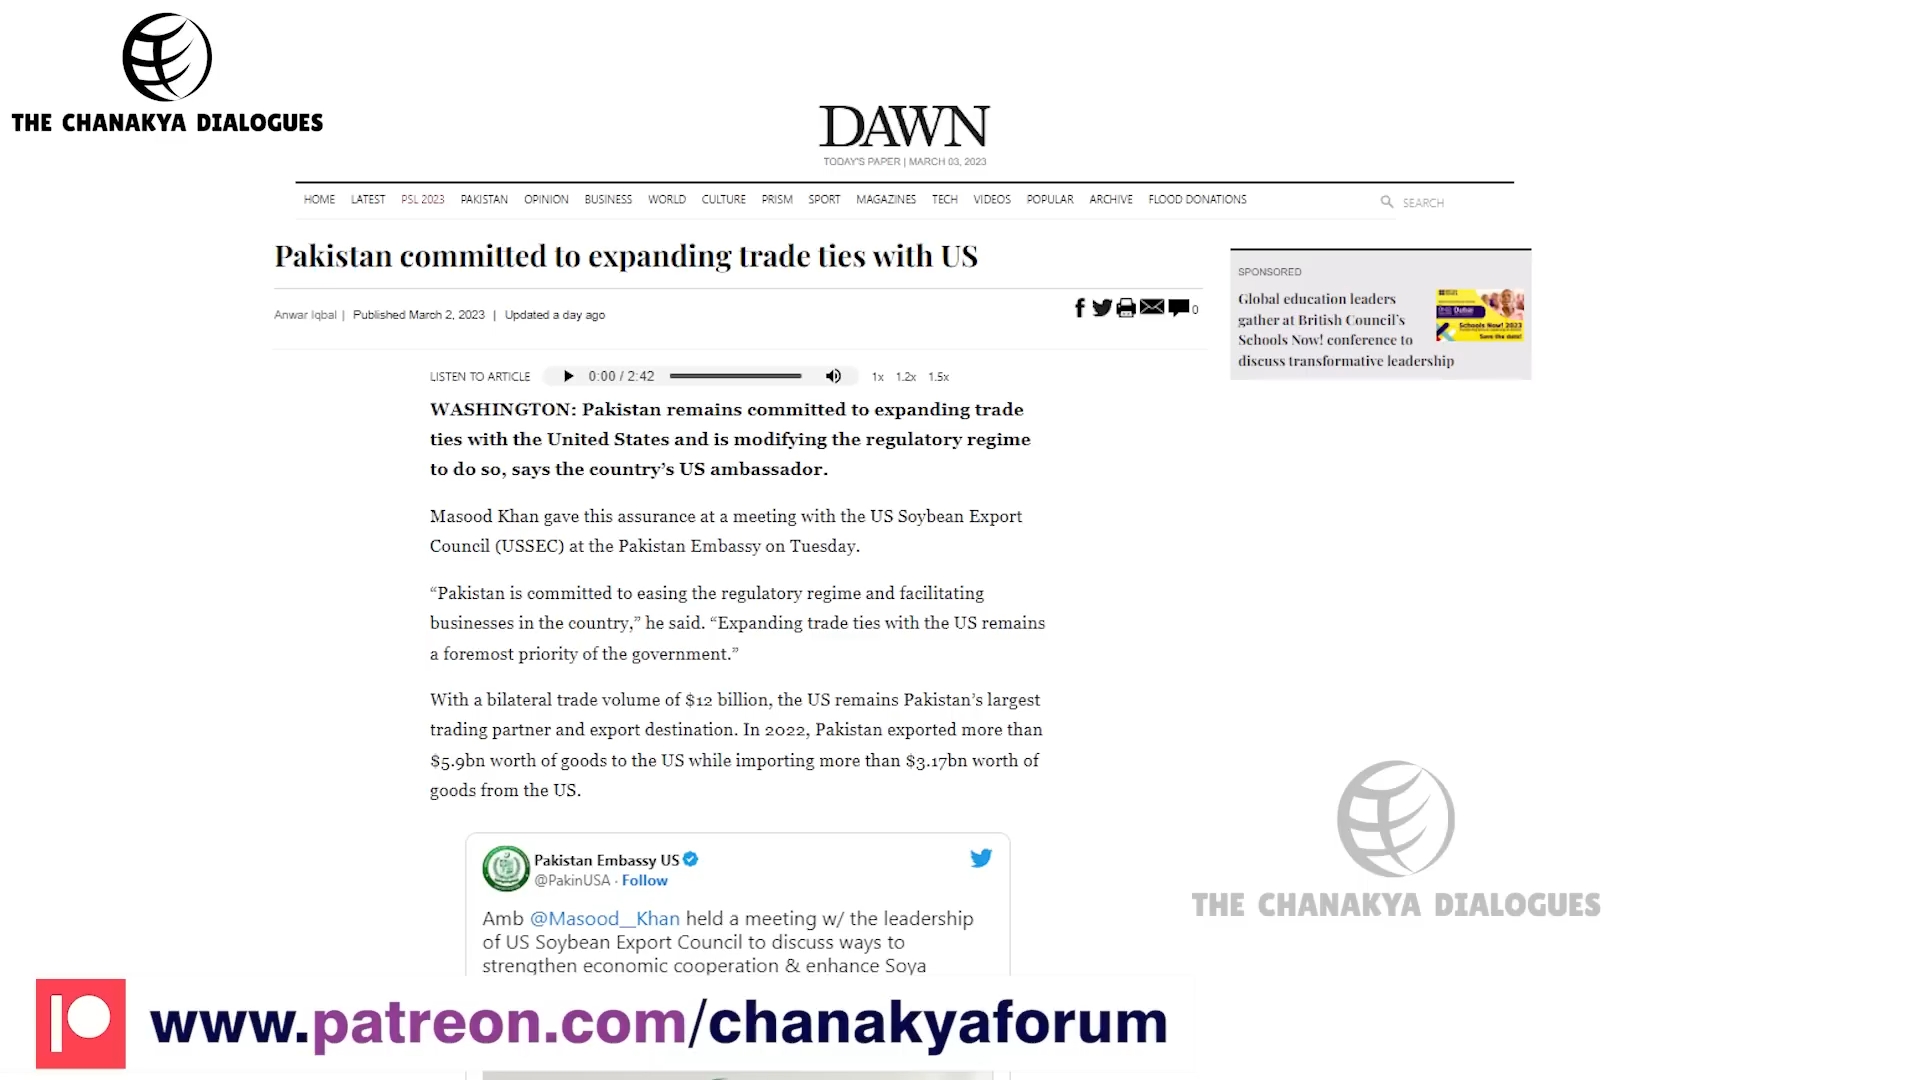 THE CHANAKYA DIALOGUES
DAWN
TODAY'S PAPER | MARCH 03, 2023
HOME LATEST PSL 2023 PAKISTAN OPINION BUSINESS WORLD CULTURE PRISM SPORT MAGAZINES TECH VIDEOS POPULAR ARCHIVE FLOOD DONATIONS SEARCH
Pakistan committed to expanding trade ties with US
Anwar Iqbal | Published March 2, 2023 | Updated a day ago
0
SPONSORED
Global education leaders
gather at British Council's
Schools Now! conference to
discuss transformative leadership
Schools Now! 2023
Save the date!
LISTEN TO ARTICLE 0:00 / 2:42 1x 1.2x 1.5x
WASHINGTON: Pakistan remains committed to expanding trade
ties with the United States and is modifying the regulatory regime
to do so, says the country’s US ambassador.
Masood Khan gave this assurance at a meeting with the US Soybean Export
Council (USSEC) at the Pakistan Embassy on Tuesday.
“Pakistan is committed to easing the regulatory regime and facilitating
businesses in the country,” he said. “Expanding trade ties with the US remains
a foremost priority of the government.”
With a bilateral trade volume of $12 billion, the US remains Pakistan’s largest
trading partner and export destination. In 2022, Pakistan exported more than
$5.9bn worth of goods to the US while importing more than $3.17bn worth of
goods from the US.
Pakistan Embassy US
@PakinUSA · Follow
Amb @Masood__Khan held a meeting w/ the leadership
of US Soybean Export Council to discuss ways to
strengthen economic cooperation & enhance Soya
THE CHANAKYA DIALOGUES
www.patreon.com/chanakyaforum